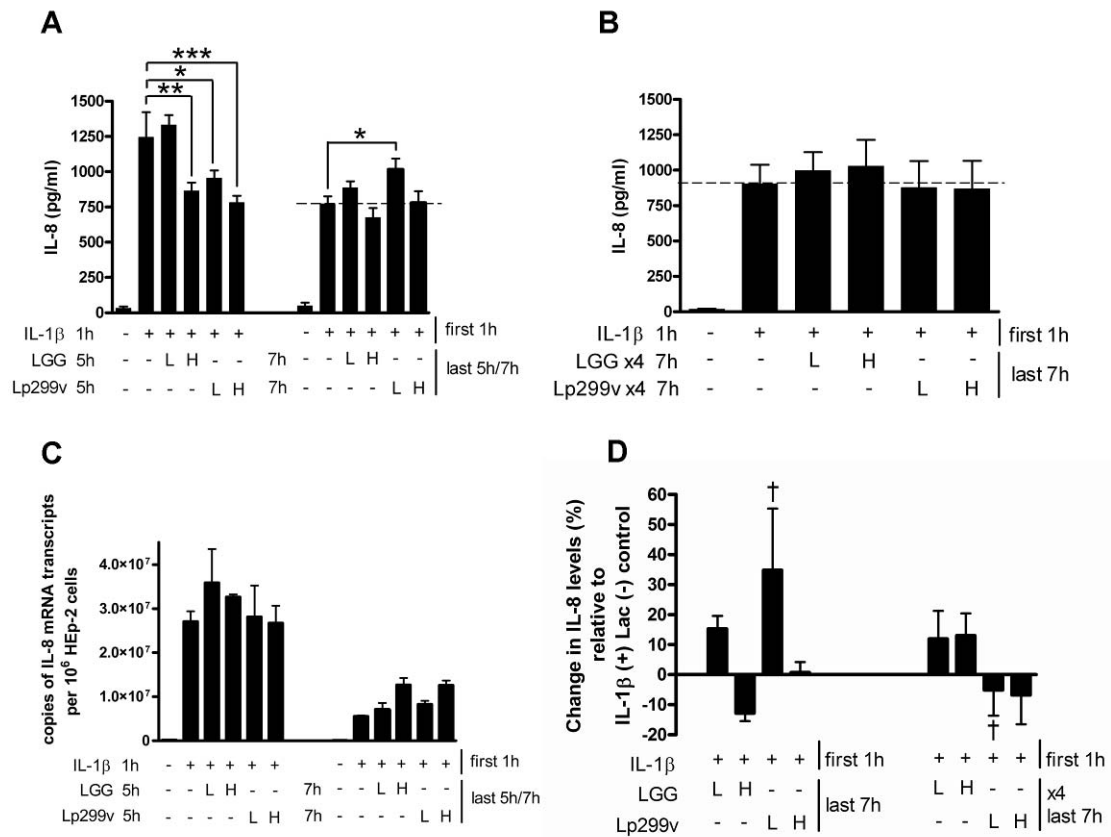 A
***
*
**
*
1500
1250
1000
750
500
250
0
IL-8 (pg/ml)
IL-1β 1h - + + + + + - + + + + + first 1h
LGG 5h - - L H - - 7h - - L H - - last 5h/7h
Lp299v 5h - - - - L H 7h - - - - L H
B
1500
1250
1000
750
500
250
0
IL-8 (pg/ml)
IL-1β 1h - + + + + + first 1h
LGG x4 7h - - L H - - last 7h
Lp299v x4 7h - - - - L H
C
4.0×10⁷
3.0×10⁷
2.0×10⁷
1.0×10⁷
0
copies of IL-8 mRNA transcripts
per 10⁶ HEp-2 cells
IL-1β 1h - + + + + + - + + + + + first 1h
LGG 5h - - L H - - 7h - - L H - - last 5h/7h
Lp299v 5h - - - - L H 7h - - - - L H
D
60
50
40
30
20
10
0
-10
-20
Change in IL-8 levels (%)
relative to
IL-1β (+) Lac (-) control
†
†
IL-1β + + + + first 1h + + + + first 1h
LGG L H - - last 7h L H - - x4
Lp299v - - L H - - L H last 7h